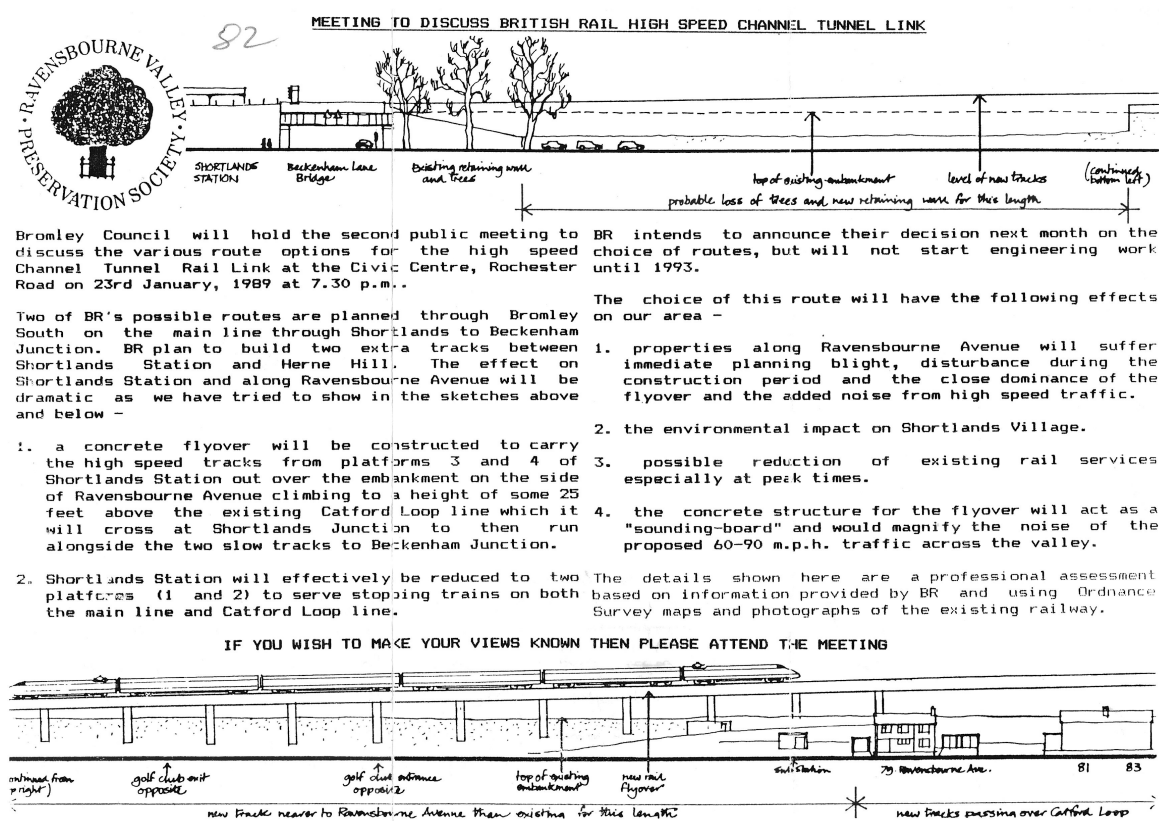 MEETING TO DISCUSS BRITISH RAIL HIGH SPEED CHANNEL TUNNEL LINK
82
RAVENSBOURNE VALLEY
PRESERVATION SOCIETY
SHORTLANDS
STATION
Beckenham Lane
Bridge
Existing retaining wall
and trees
top of existing embankment
level of new tracks
(continued
bottom left)
probable loss of trees and new retaining wall for this length
Bromley Council will hold the second public meeting to
discuss the various route options for the high speed
Channel Tunnel Rail Link at the Civic Centre, Rochester
Road on 23rd January, 1989 at 7.30 p.m..
Two of BR's possible routes are planned through Bromley
South on the main line through Shortlands to Beckenham
Junction. BR plan to build two extra tracks between
Shortlands Station and Herne Hill. The effect on
Shortlands Station and along Ravensbourne Avenue will be
dramatic as we have tried to show in the sketches above
and below -
1. a concrete flyover will be constructed to carry
the high speed tracks from platforms 3 and 4 of
Shortlands Station out over the embankment on the side
of Ravensbourne Avenue climbing to a height of some 25
feet above the existing Catford Loop line which it
will cross at Shortlands Junction to then run
alongside the two slow tracks to Beckenham Junction.
2. Shortlands Station will effectively be reduced to two
platforms (1 and 2) to serve stopping trains on both
the main line and Catford Loop line.
BR intends to announce their decision next month on the
choice of routes, but will not start engineering work
until 1993.
The choice of this route will have the following effects
on our area -
1. properties along Ravensbourne Avenue will suffer
immediate planning blight, disturbance during the
construction period and the close dominance of the
flyover and the added noise from high speed traffic.
2. the environmental impact on Shortlands Village.
3. possible reduction of existing rail services
especially at peak times.
4. the concrete structure for the flyover will act as a
"sounding-board" and would magnify the noise of the
proposed 60-90 m.p.h. traffic across the valley.
The details shown here are a professional assessment
based on information provided by BR and using Ordnance
Survey maps and photographs of the existing railway.
IF YOU WISH TO MAKE YOUR VIEWS KNOWN THEN PLEASE ATTEND THE MEETING
ontinued from
p right)
golf club exit
opposite
golf club entrance
opposite
top of existing
embankment
new rail
flyover
Sub Station
79 Ravensbourne Ave.
81
83
new track nearer to Ravensbourne Avenue than existing for this length
new tracks passing over Catford Loop